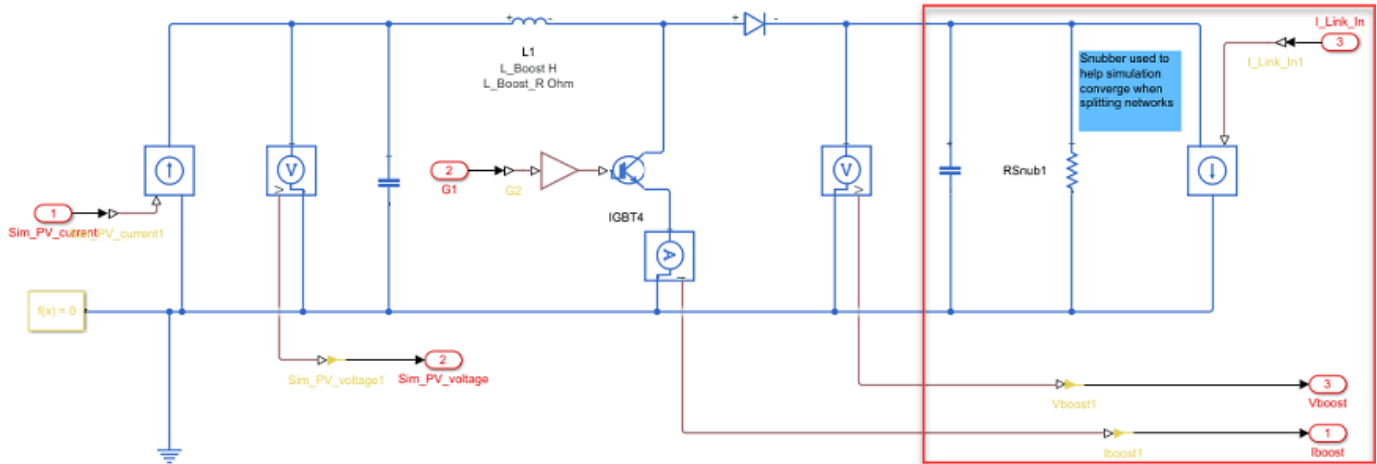 I_Link_In
3
I_Link_In1
Snubber used to
help simulation
converge when
splitting networks
+
-
+
-
L1
L_Boost H
L_Boost_R Ohm
V
2
G1
G2
IGBT4
V
RSnub1
1
Sim_PV_current
A
f(x) = 0
2
Sim_PV_voltage1
Sim_PV_voltage
3
Vboost1
Vboost
1
Iboost1
Iboost